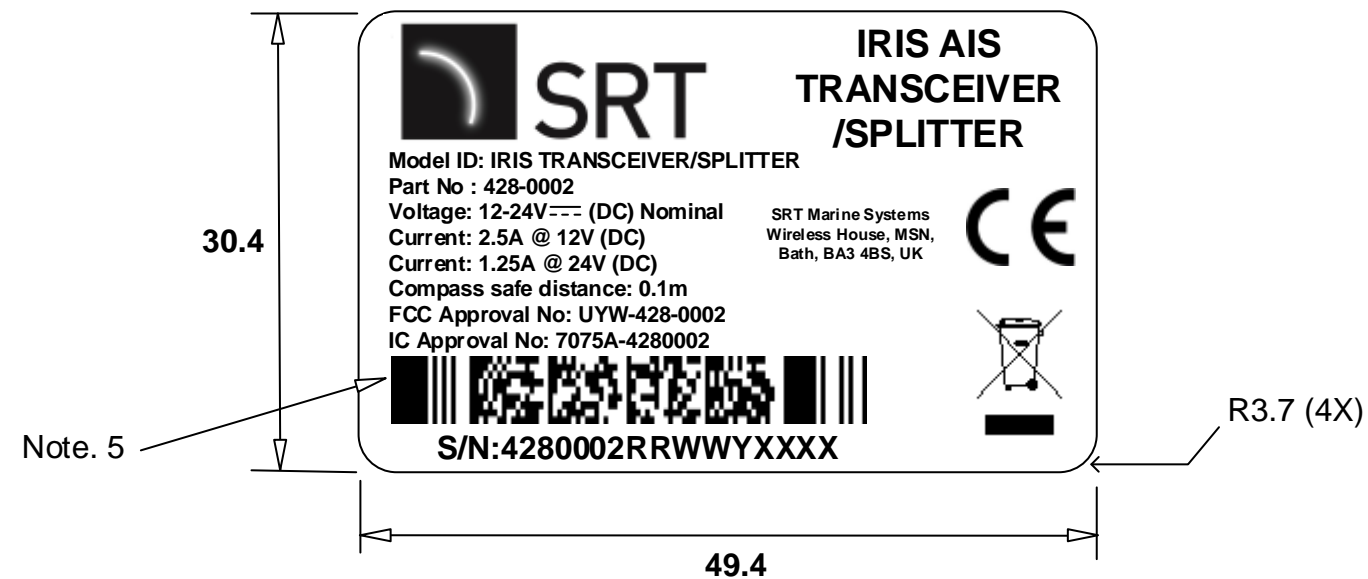 SRT
IRIS AIS
TRANSCEIVER
/SPLITTER
Model ID: IRIS TRANSCEIVER/SPLITTER
Part No : 428-0002
Voltage: 12-24V⎓ (DC) Nominal
Current: 2.5A @ 12V (DC)
Current: 1.25A @ 24V (DC)
Compass safe distance: 0.1m
FCC Approval No: UYW-428-0002
IC Approval No: 7075A-4280002
SRT Marine Systems
Wireless House, MSN,
Bath, BA3 4BS, UK
CE
S/N:4280002RRWWYXXXX
30.4
Note. 5
R3.7 (4X)
49.4